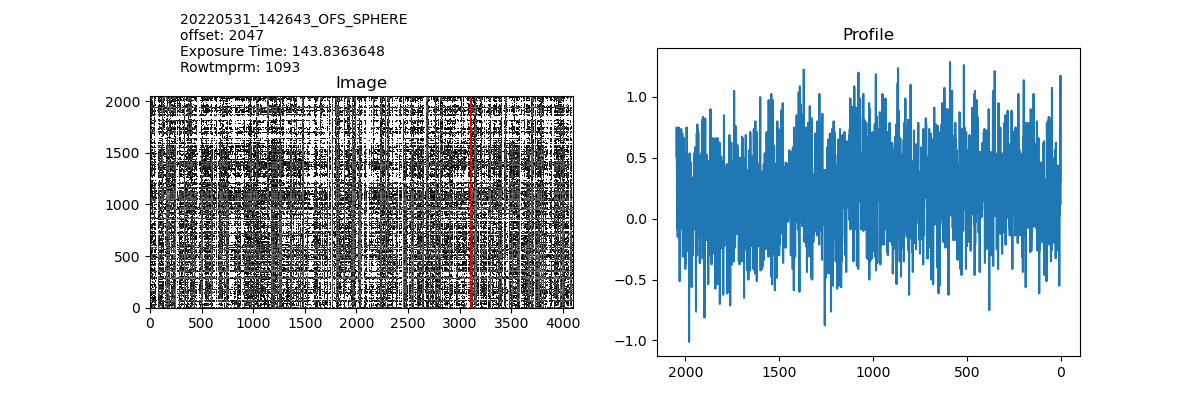 20220531_142643_OFS_SPHERE
offset: 2047
Exposure Time: 143.8363648
Rowtmprm: 1093
Image
2000
1500
1000
500
0
0 500 1000 1500 2000 2500 3000 3500 4000
Profile
1.0
0.5
0.0
−0.5
−1.0
2000 1500 1000 500 0